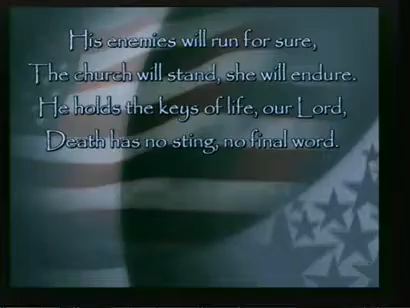 His enemies will run for sure,
The church will stand, she will endure.
He holds the keys of life, our Lord,
Death has no sting, no final word.